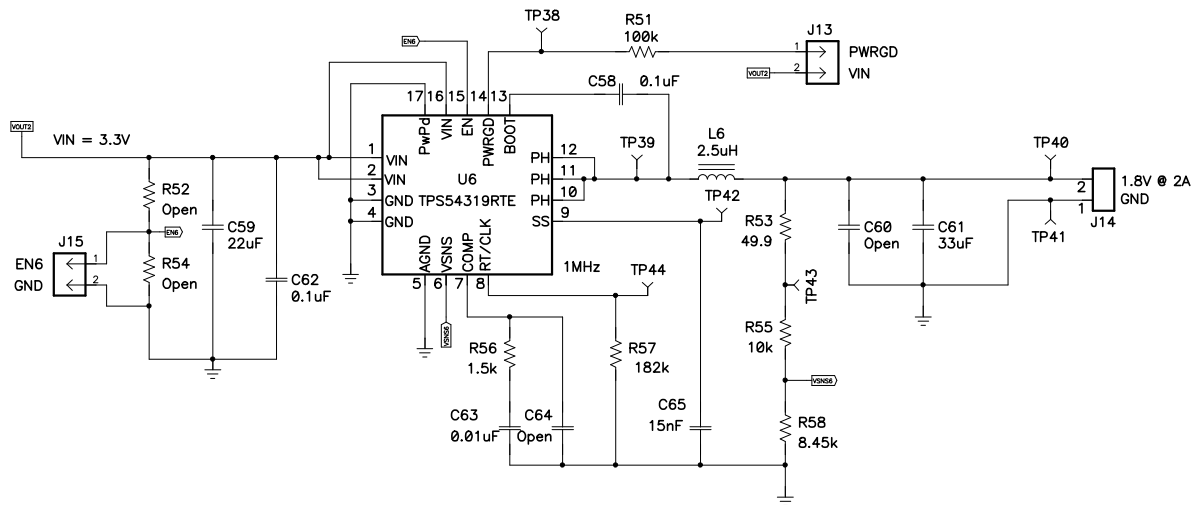 TP38
R51
100k
J13
1
PWRGD
VOUT2
2
VIN
EN6
C58
0.1uF
17
16
15
14
13
PwPd
VIN
EN
PWRGD
BOOT
VOUT2
VIN = 3.3V
1
VIN
2
VIN
3
GND
4
GND
U6
TPS54319RTE
PH
12
PH
11
PH
10
SS
9
AGND
VSNS
COMP
RT/CLK
5
6
7
8
VSNS6
1MHz
TP39
L6
2.5uH
TP42
TP40
2
1.8V @ 2A
GND
1
J14
TP41
R52
Open
EN6
J15
EN6
1
GND
2
R54
Open
C59
22uF
C62
0.1uF
R53
49.9
C60
Open
C61
33uF
TP43
TP44
R55
10k
VSNS6
R56
1.5k
R57
182k
C63
0.01uF
C64
Open
C65
15nF
R58
8.45k